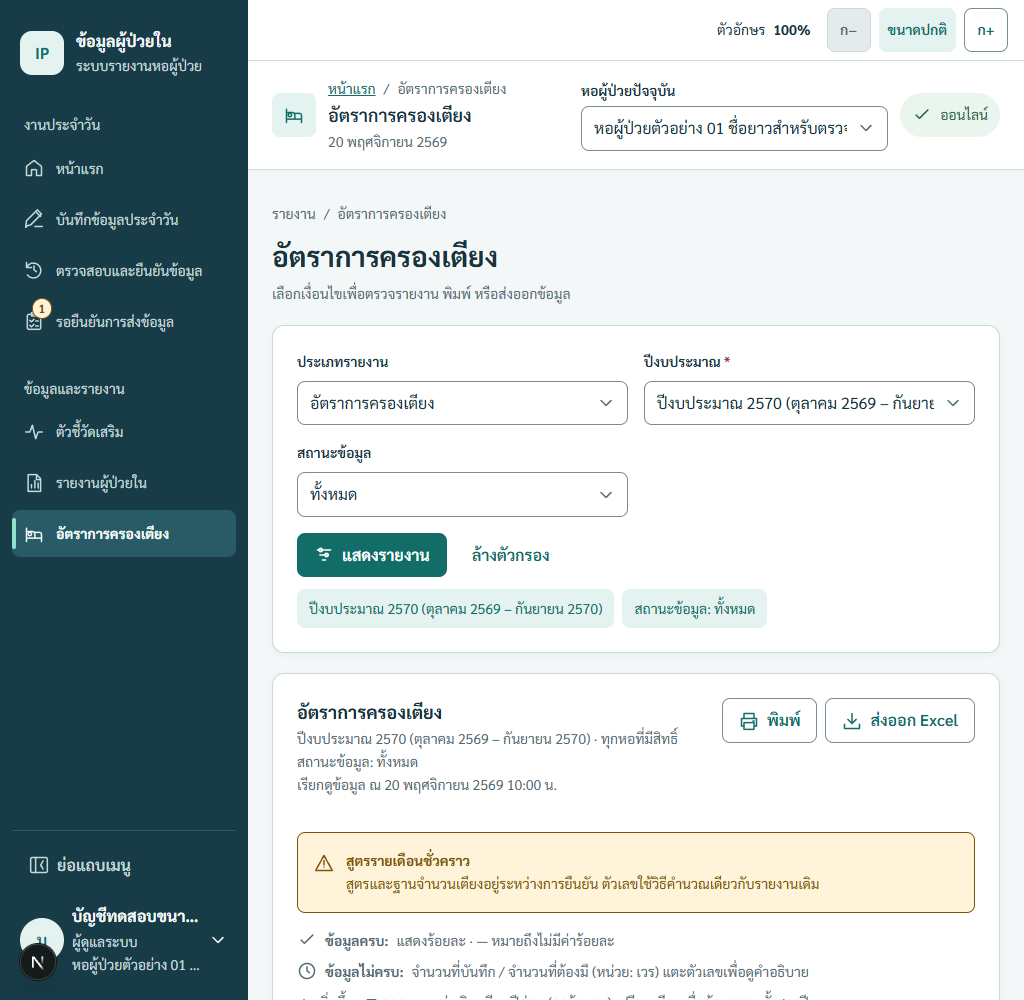 IP
ข้อมูลผู้ป่วยใน
ระบบรายงานหอผู้ป่วย
งานประจำวัน
หน้าแรก
บันทึกข้อมูลประจำวัน
ตรวจสอบและยืนยันข้อมูล
1
รอยืนยันการส่งข้อมูล
ข้อมูลและรายงาน
ตัวชี้วัดเสริม
รายงานผู้ป่วยใน
อัตราการครองเตียง
ย่อแถบเมนู
บัญชีทดสอบขนา...
ผู้ดูแลระบบ
หอผู้ป่วยตัวอย่าง 01 ...
N
ตัวอักษร 100% ก− ขนาดปกติ ก+
หน้าแรก / อัตราการครองเตียง
อัตราการครองเตียง
20 พฤศจิกายน 2569
หอผู้ป่วยปัจจุบัน
หอผู้ป่วยตัวอย่าง 01 ชื่อยาวสำหรับตรวจ
ออนไลน์
รายงาน / อัตราการครองเตียง
อัตราการครองเตียง
เลือกเงื่อนไขเพื่อตรวจรายงาน พิมพ์ หรือส่งออกข้อมูล
ประเภทรายงาน
อัตราการครองเตียง
ปีงบประมาณ *
ปีงบประมาณ 2570 (ตุลาคม 2569 – กันยาย
สถานะข้อมูล
ทั้งหมด
แสดงรายงาน ล้างตัวกรอง
ปีงบประมาณ 2570 (ตุลาคม 2569 – กันยายน 2570) สถานะข้อมูล: ทั้งหมด
อัตราการครองเตียง
ปีงบประมาณ 2570 (ตุลาคม 2569 – กันยายน 2570) · ทุกหอที่มีสิทธิ์
สถานะข้อมูล: ทั้งหมด
เรียกดูข้อมูล ณ 20 พฤศจิกายน 2569 10:00 น.
พิมพ์ ส่งออก Excel
สูตรรายเดือนชั่วคราว
สูตรและฐานจำนวนเตียงอยู่ระหว่างการยืนยัน ตัวเลขใช้วิธีคำนวณเดียวกับรายงานเดิม
ข้อมูลครบ: แสดงร้อยละ · — หมายถึงไม่มีค่าร้อยละ
ข้อมูลไม่ครบ: จำนวนที่บันทึก / จำนวนที่ต้องมี (หน่วย: เวร) แตะตัวเลขเพื่อดูคำอธิบาย